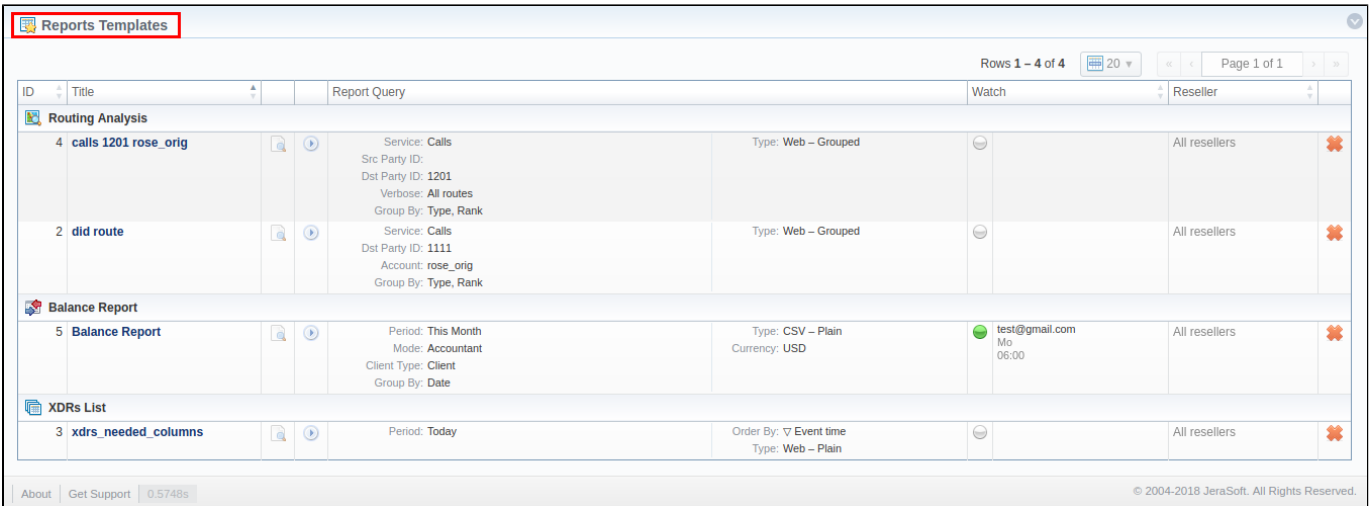 Reports Templates
Rows 1 – 4 of 4 20 ▾ « ‹ Page 1 of 1 › »
ID Title Report Query Watch Reseller
Routing Analysis
4 calls 1201 rose_orig Service: Calls Type: Web – Grouped All resellers
Src Party ID:
Dst Party ID: 1201
Verbose: All routes
Group By: Type, Rank
2 did route Service: Calls Type: Web – Grouped All resellers
Dst Party ID: 1111
Account: rose_orig
Group By: Type, Rank
Balance Report
5 Balance Report Period: This Month Type: CSV – Plain test@gmail.com All resellers
Mode: Accountant Currency: USD Mo
Client Type: Client 06:00
Group By: Date
XDRs List
3 xdrs_needed_columns Period: Today Order By: ▽ Event time All resellers
Type: Web – Plain
About Get Support 0.5748s © 2004-2018 JeraSoft. All Rights Reserved.